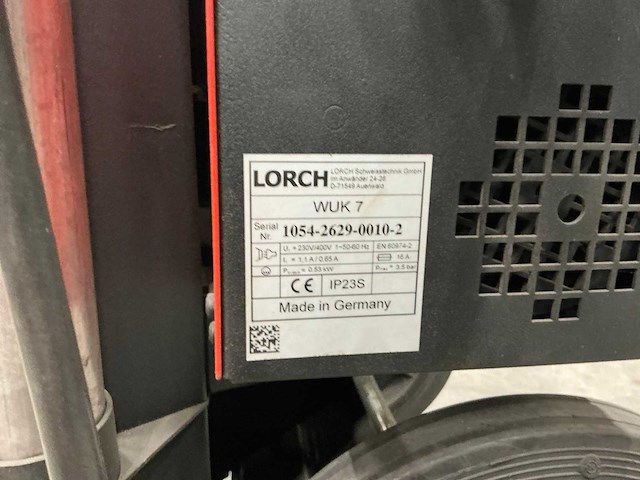 LORCH
LORCH Schweisstechnik GmbH
Im Anwänder 24-26
D-71549 Auenwald
WUK 7
Serial Nr. 1054-2629-0010-2
U₁ = 230V/400V 1~50-60 Hz EN 60974-2
I₁ = 1,1 A / 0.65 A 16 A
= 0,53 kW Pmax = 3.5 bar
CE IP23S
Made in Germany